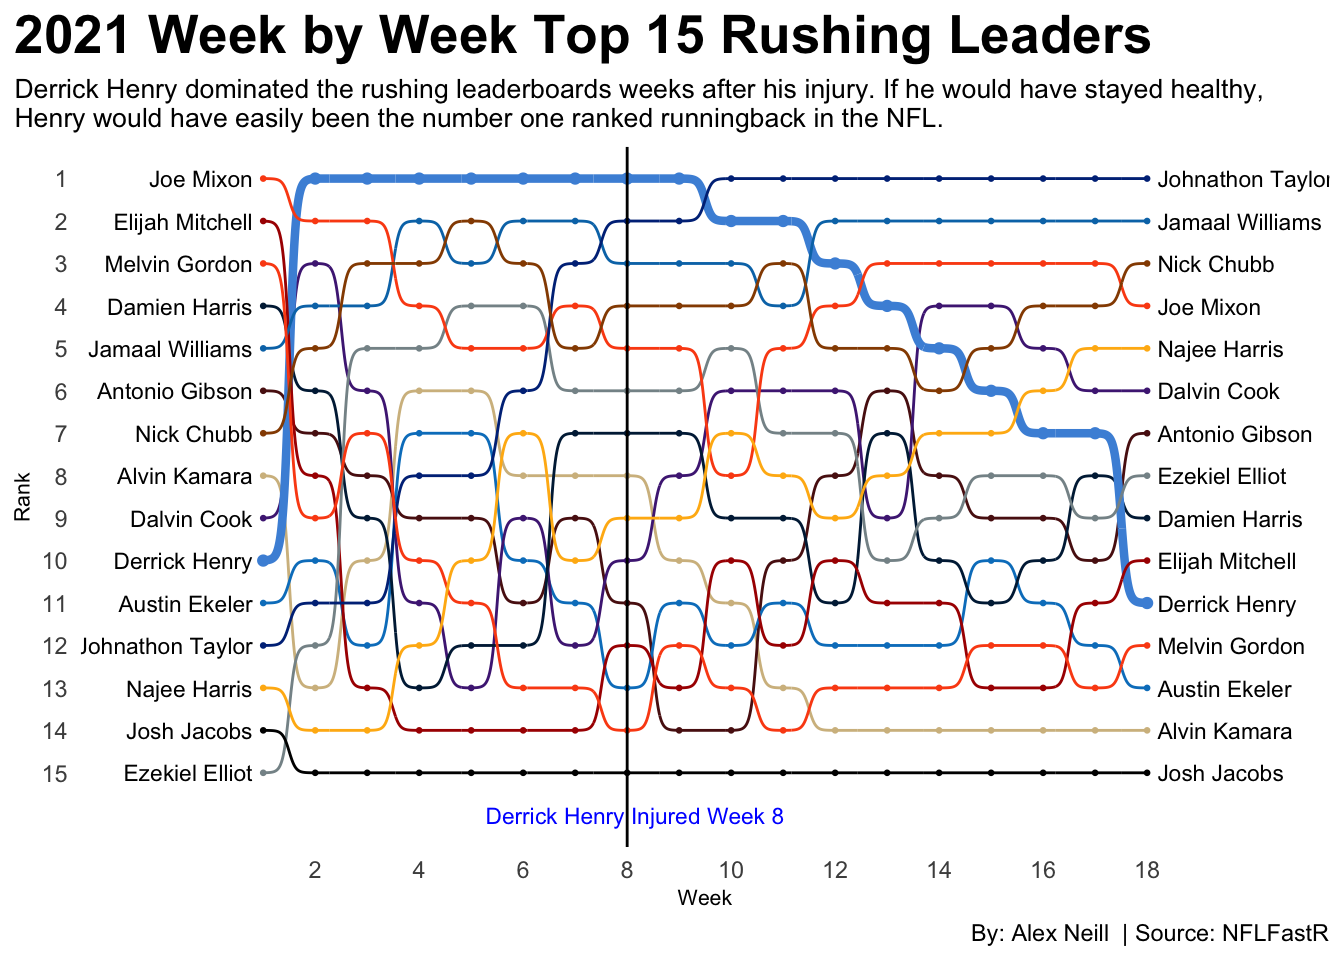 2021 Week by Week Top 15 Rushing Leaders
Derrick Henry dominated the rushing leaderboards weeks after his injury. If he would have stayed healthy,
Henry would have easily been the number one ranked runningback in the NFL.
1 Joe Mixon Johnathon Taylor
2 Elijah Mitchell Jamaal Williams
3 Melvin Gordon Nick Chubb
4 Damien Harris Joe Mixon
5 Jamaal Williams Najee Harris
6 Antonio Gibson Dalvin Cook
7 Nick Chubb Antonio Gibson
8 Alvin Kamara Ezekiel Elliot
9 Dalvin Cook Damien Harris
10 Derrick Henry Elijah Mitchell
11 Austin Ekeler Derrick Henry
12 Johnathon Taylor Melvin Gordon
13 Najee Harris Austin Ekeler
14 Josh Jacobs Alvin Kamara
15 Ezekiel Elliot Josh Jacobs
Rank
Derrick Henry Injured Week 8
2 4 6 8 10 12 14 16 18
Week
By: Alex Neill | Source: NFLFastR